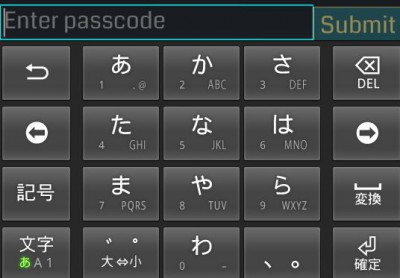 Enter passcode Submit
あ か さ
1 .@ 2 ABC 3 DEF DEL
た な は
4 GHI 5 JKL 6 MNO
記号 ま や ら
7 PQRS 8 TUV 9 WXYZ 変換
文字 ゛゜ わ 、。
あA1 大⇔小 0 – 確定